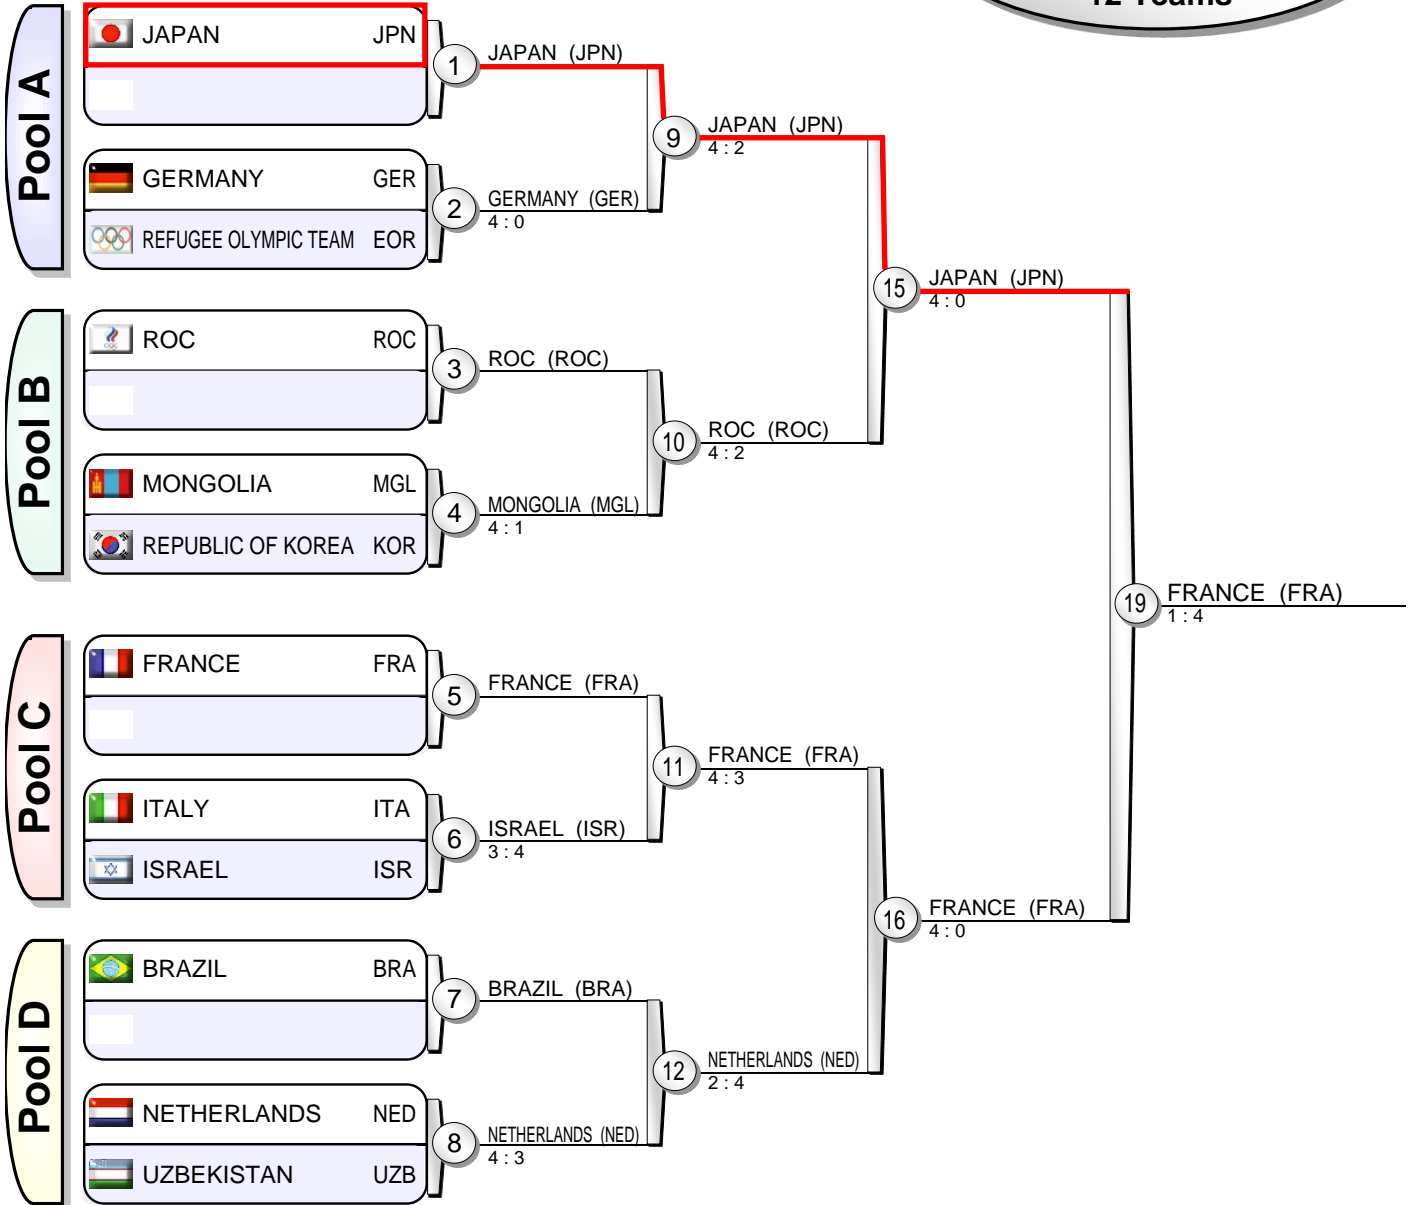 12 Teams
Pool A
JAPAN JPN
GERMANY GER
REFUGEE OLYMPIC TEAM EOR
Pool B
ROC ROC
MONGOLIA MGL
REPUBLIC OF KOREA KOR
Pool C
FRANCE FRA
ITALY ITA
ISRAEL ISR
Pool D
BRAZIL BRA
NETHERLANDS NED
UZBEKISTAN UZB
1
JAPAN (JPN)
2
GERMANY (GER)
4 : 0
3
ROC (ROC)
4
MONGOLIA (MGL)
4 : 1
5
FRANCE (FRA)
6
ISRAEL (ISR)
3 : 4
7
BRAZIL (BRA)
8
NETHERLANDS (NED)
4 : 3
9
JAPAN (JPN)
4 : 2
10
ROC (ROC)
4 : 2
11
FRANCE (FRA)
4 : 3
12
NETHERLANDS (NED)
2 : 4
15
JAPAN (JPN)
4 : 0
16
FRANCE (FRA)
4 : 0
19
FRANCE (FRA)
1 : 4